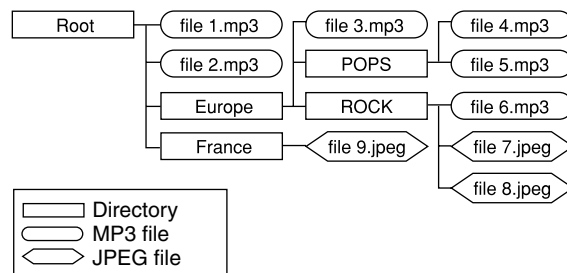 Root
file 1.mp3
file 3.mp3
file 4.mp3
file 2.mp3
POPS
file 5.mp3
Europe
ROCK
file 6.mp3
France
file 9.jpeg
file 7.jpeg
file 8.jpeg
Directory
MP3 file
JPEG file